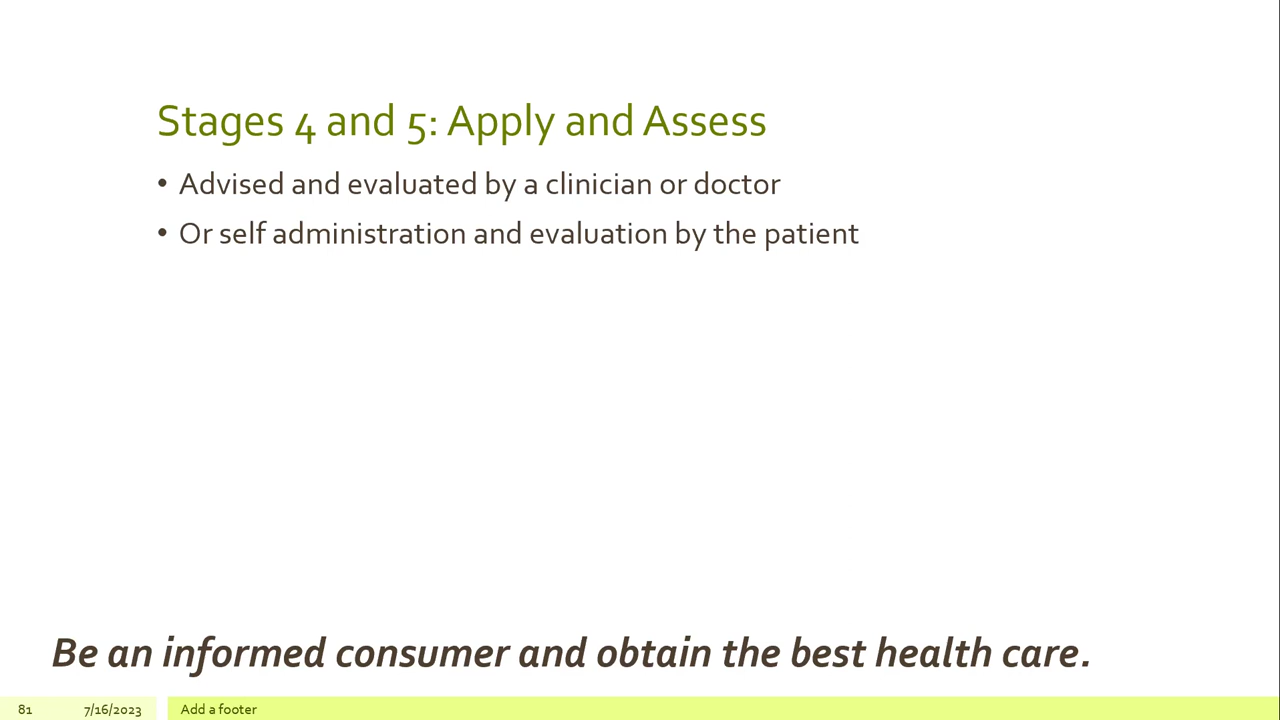 Stages 4 and 5: Apply and Assess
• Advised and evaluated by a clinician or doctor
• Or self administration and evaluation by the patient
Be an informed consumer and obtain the best health care.
81 7/16/2023 Add a footer